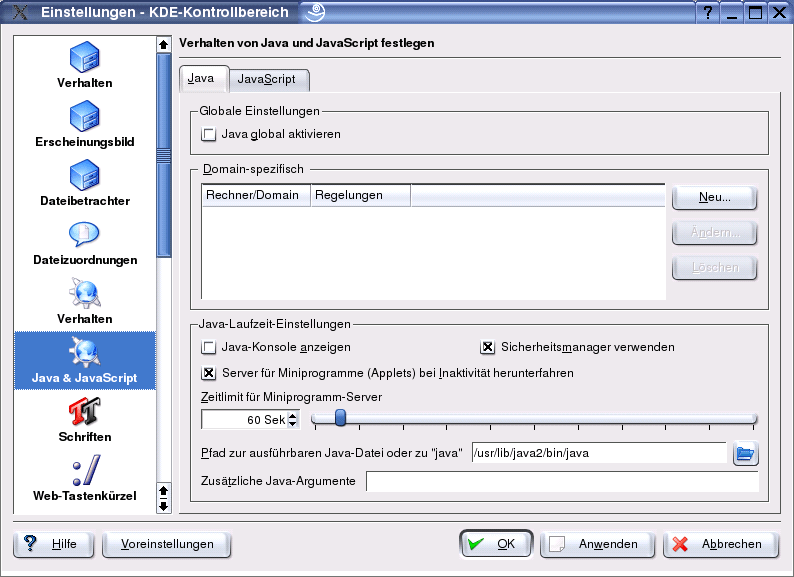 Einstellungen - KDE-Kontrollbereich
Verhalten
Erscheinungsbild
Dateibetrachter
Dateizuordnungen
Verhalten
Java & JavaScript
Schriften
Web-Tastenkürzel
Verhalten von Java und JavaScript festlegen
Java
JavaScript
Globale Einstellungen
Java global aktivieren
Domain-spezifisch
Rechner/Domain
Regelungen
Neu...
Ändern...
Löschen
Java-Laufzeit-Einstellungen
Java-Konsole anzeigen
Sicherheitsmanager verwenden
Server für Miniprogramme (Applets) bei Inaktivität herunterfahren
Zeitlimit für Miniprogramm-Server
60 Sek
Pfad zur ausführbaren Java-Datei oder zu "java"
/usr/lib/java2/bin/java
Zusätzliche Java-Argumente
Hilfe
Voreinstellungen
OK
Anwenden
Abbrechen